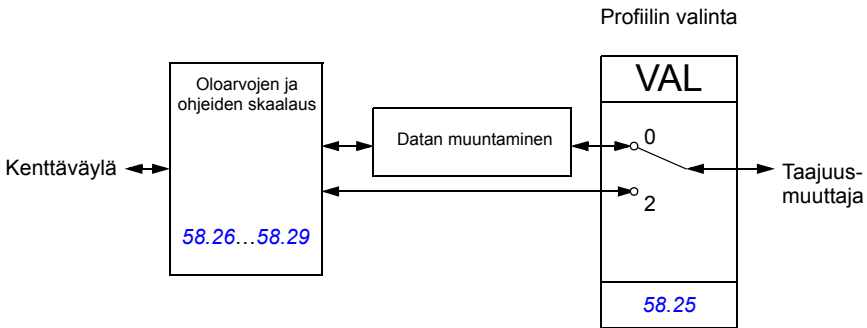 Profiilin valinta
VAL
Oloarvojen ja
ohjeiden skaalaus
Datan muuntaminen
0
Kenttäväylä
Taajuus-
muuttaja
2
58.26…58.29
58.25